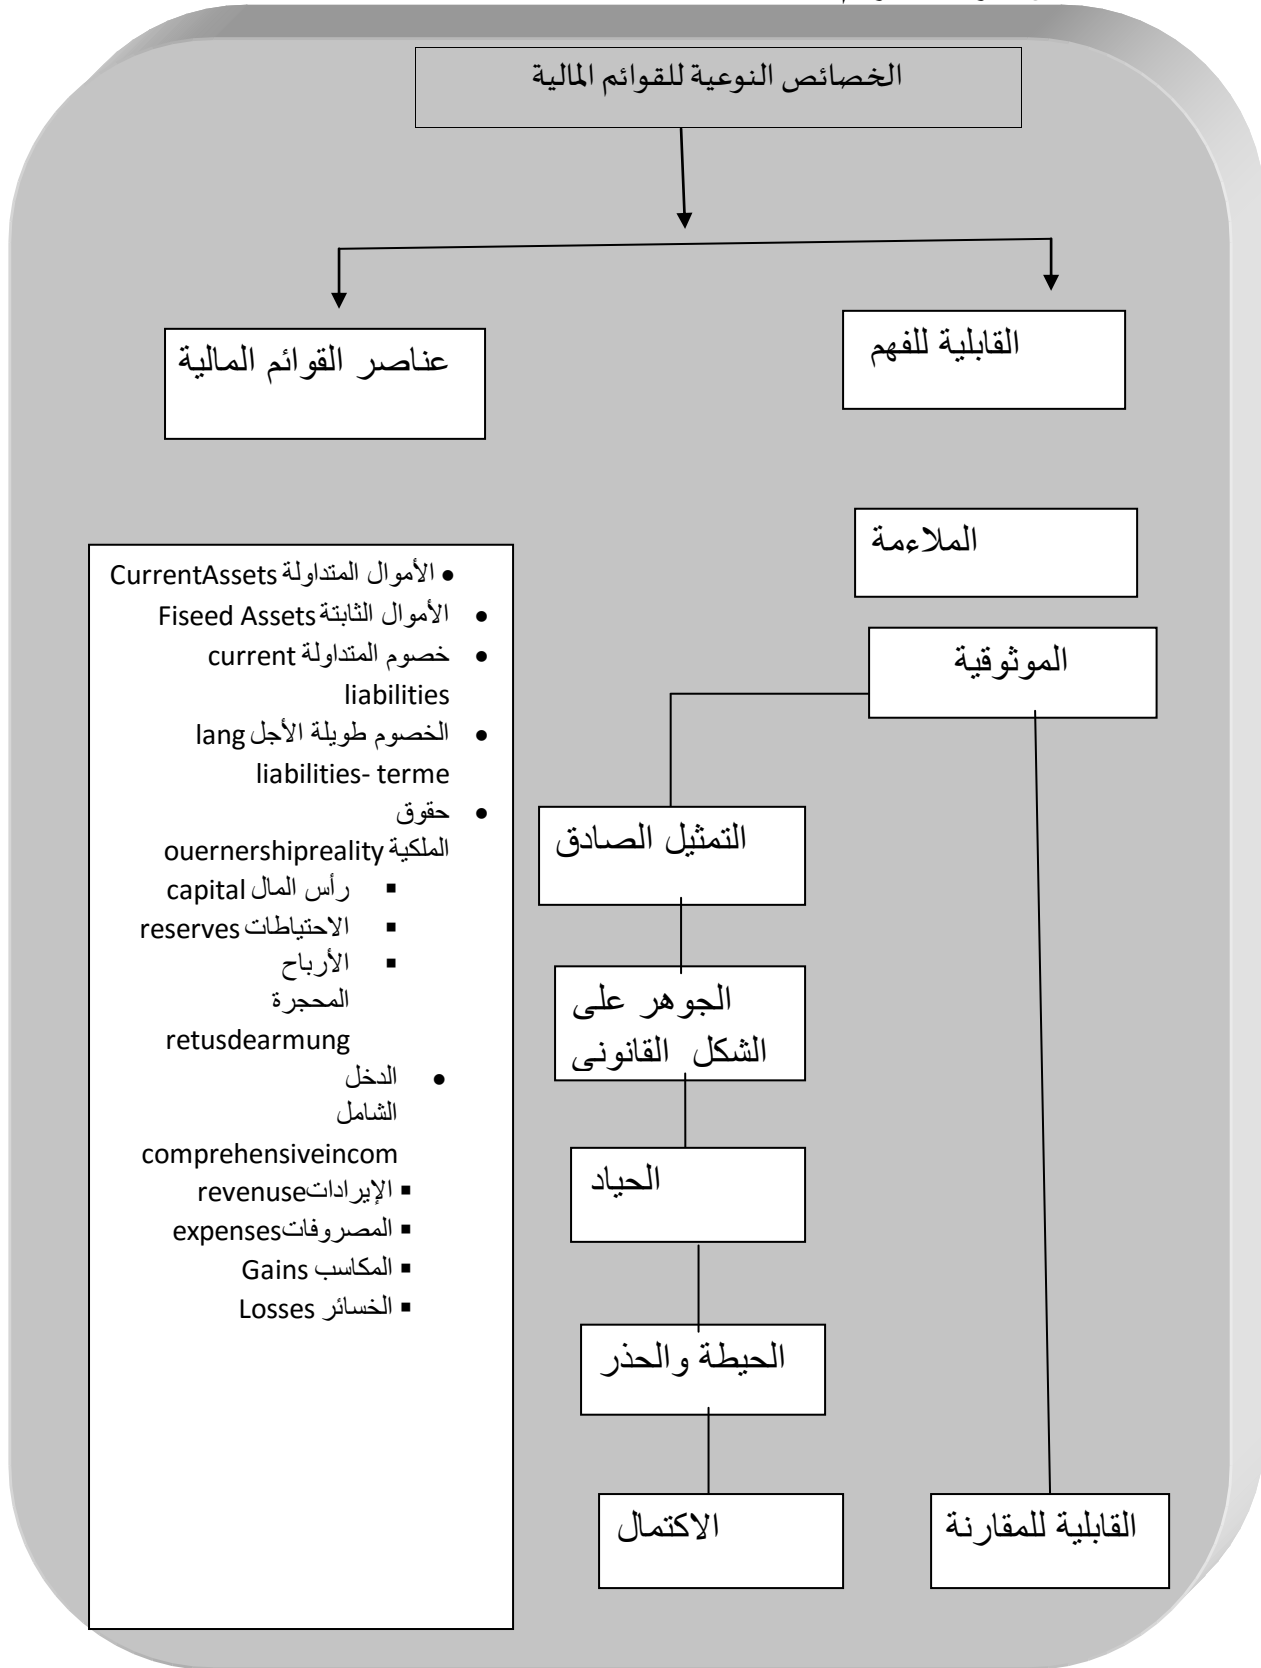 الخصائص النوعية للقوائم المالية
القابلية للفهم
عناصر القوائم المالية
الملاءمة
الموثوقية
التمثيل الصادق
الجوهر على
الشكل القانونى
الحياد
الحيطة والحذر
الاكتمال
القابلية للمقارنة
• الأموال المتداولة CurrentAssets
• الأموال الثابتة Fiseed Assets
• خصوم المتداولة current
liabilities
• الخصوم طويلة الأجل lang
liabilities- terme
• حقوق
الملكية ouernershipreality
▪ رأس المال capital
▪ الاحتياطات reserves
▪ الأرباح
المحجرة
retusdearmung
• الدخل
الشامل
comprehensiveincom
▪ الإيرادات revenuse
▪ المصروفات expenses
▪ المكاسب Gains
▪ الخسائر Losses